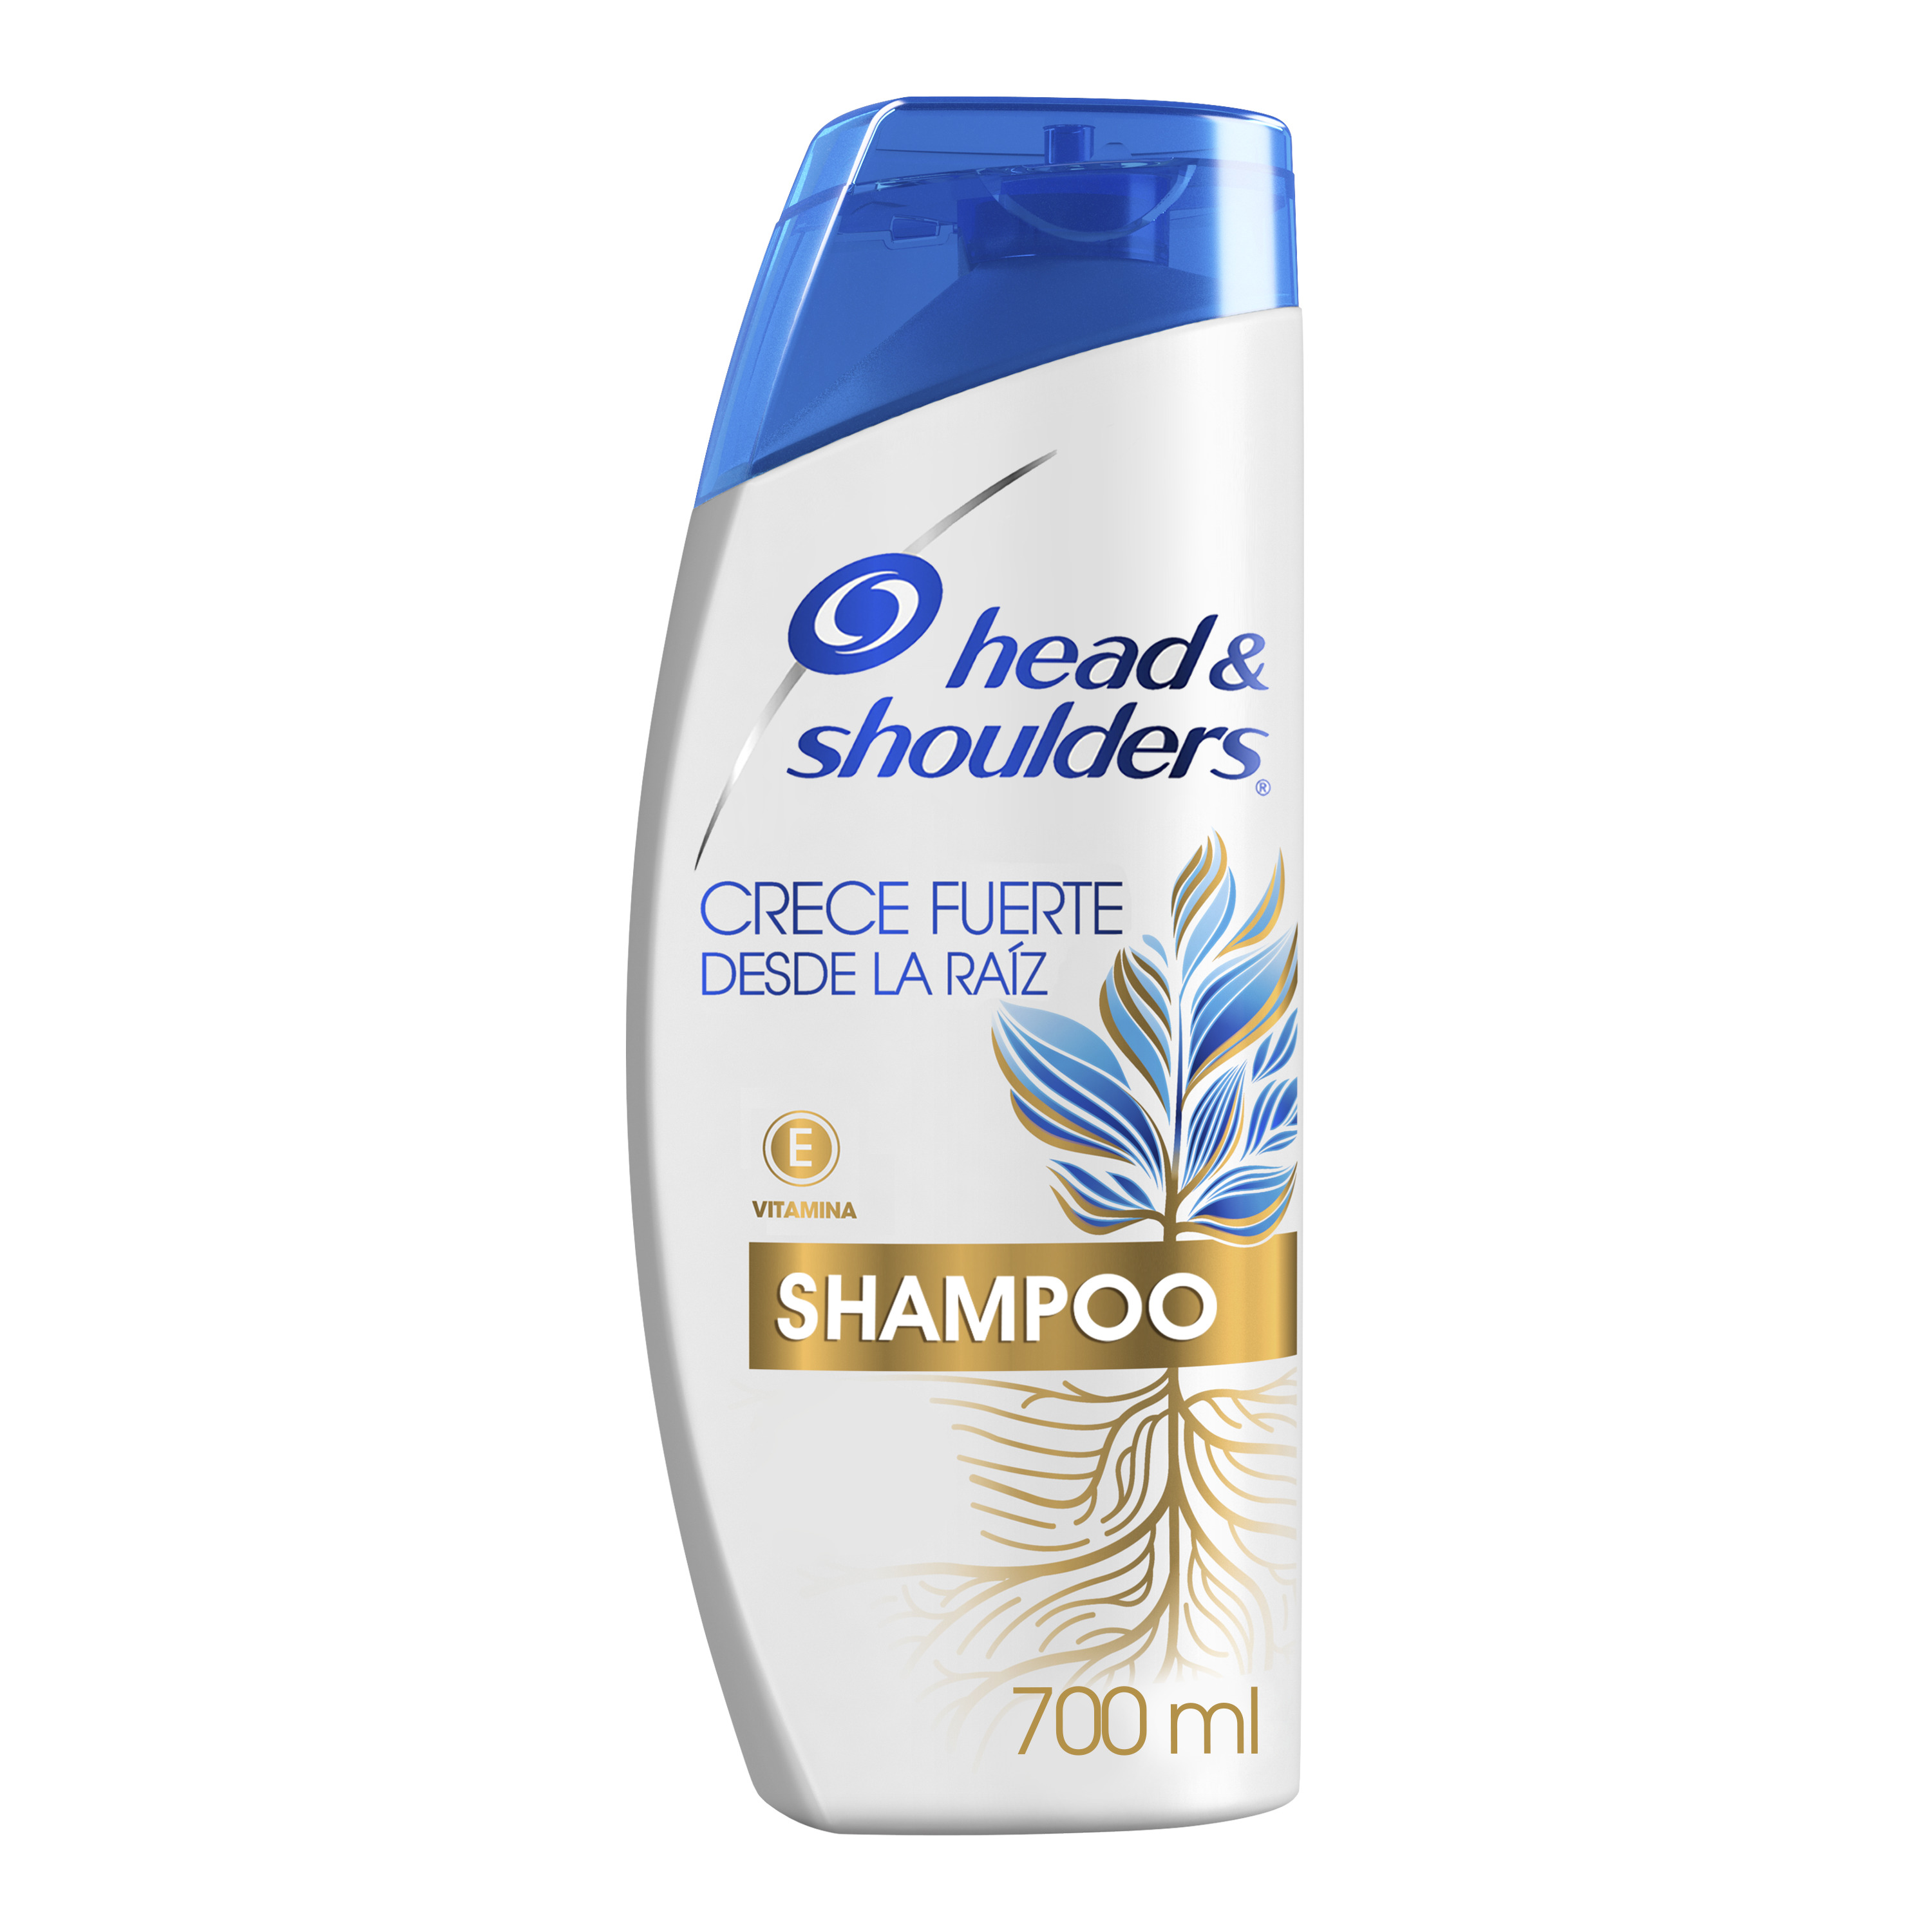 head &
shoulders®
CRECE FUERTE
DESDE LA RAÍZ
E
VITAMINA
SHAMPOO
700 ml